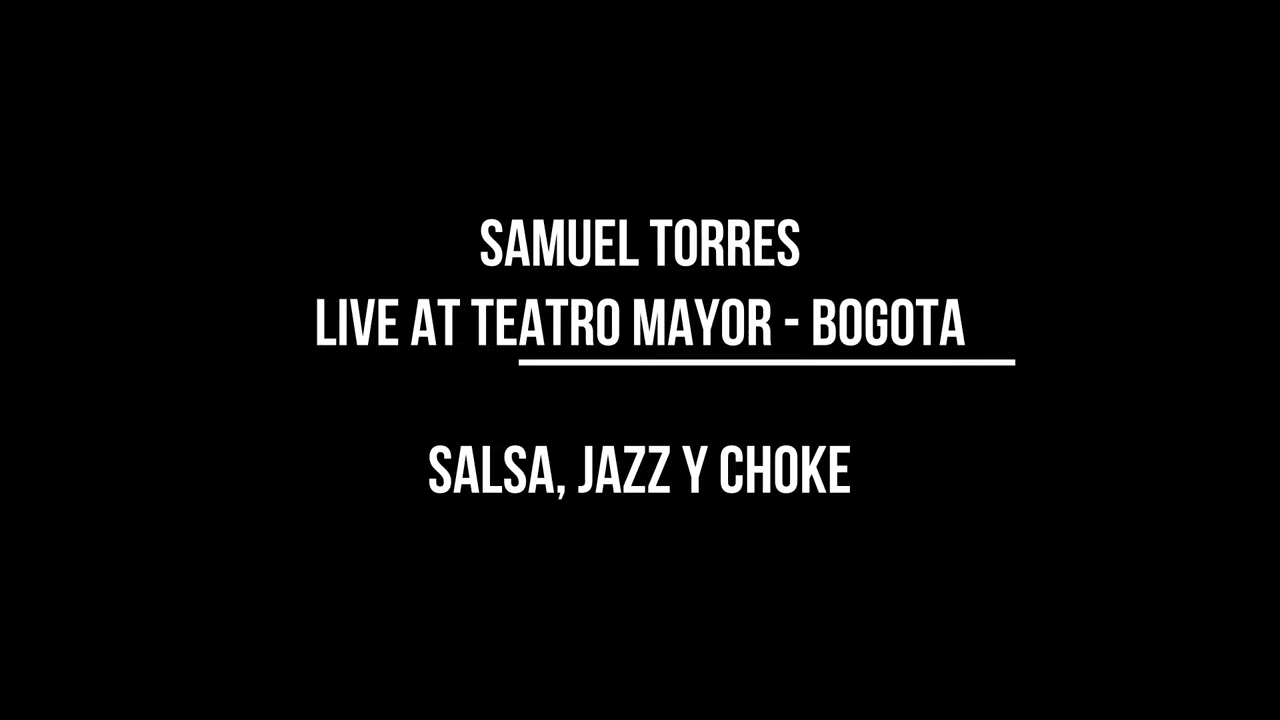 SAMUEL TORRES
LIVE AT TEATRO MAYOR - BOGOTA
SALSA, JAZZ Y CHOKE